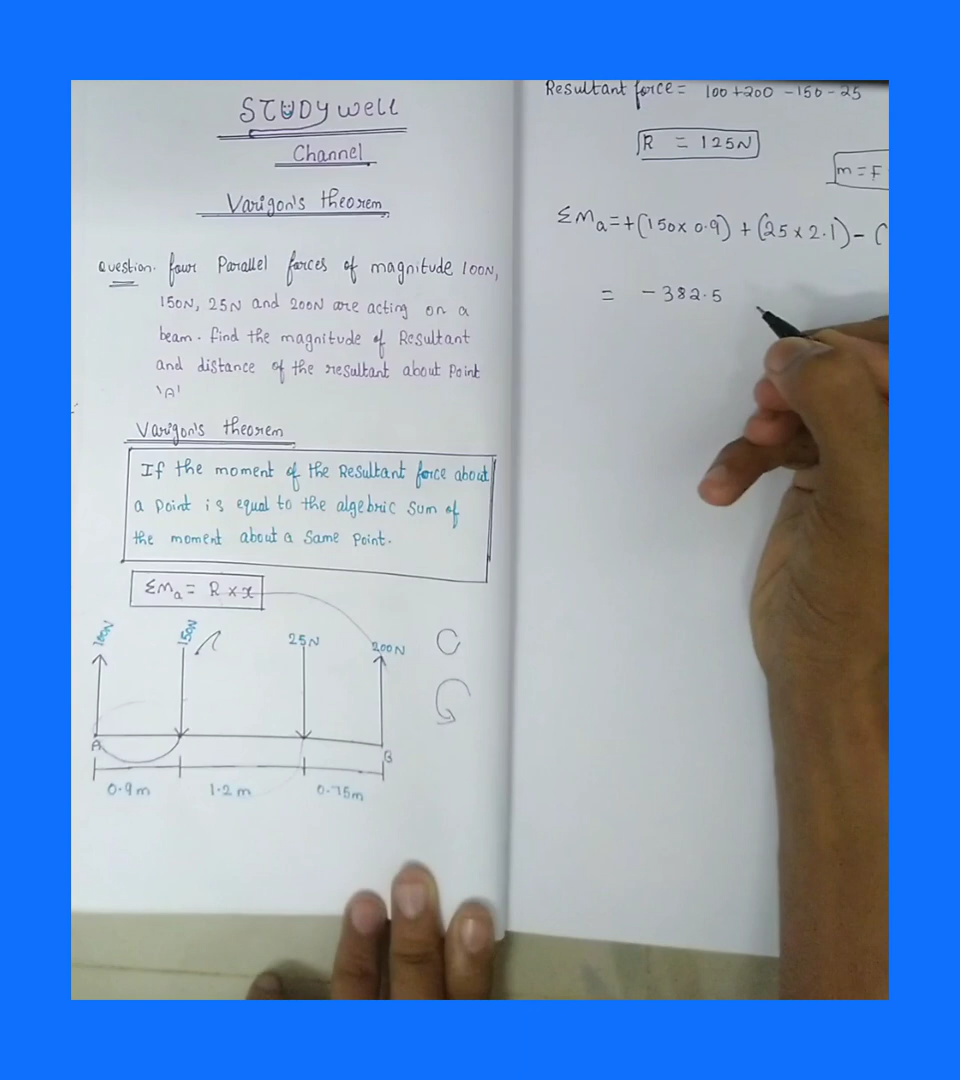 STUDY well
Channel
Varigon's theorem
Question. four Parallel forces of magnitude 100N,
150N, 25N and 200N are acting on a
beam. find the magnitude of Resultant
and distance of the resultant about Point
'A'
Varigon's theorem
If the moment of the Resultant force about
a point is equal to the algebric sum of
the moment about a Same Point.
ΣMa = R × x
100N 150N 25N 200N
A B
0.9m 1.2 m 0.75m
Resultant force = 100 +200 -150 - 25
R = 125N
m = F
ΣMa = +(150 x 0.9) + (25 x 2.1) - (
= - 382.5